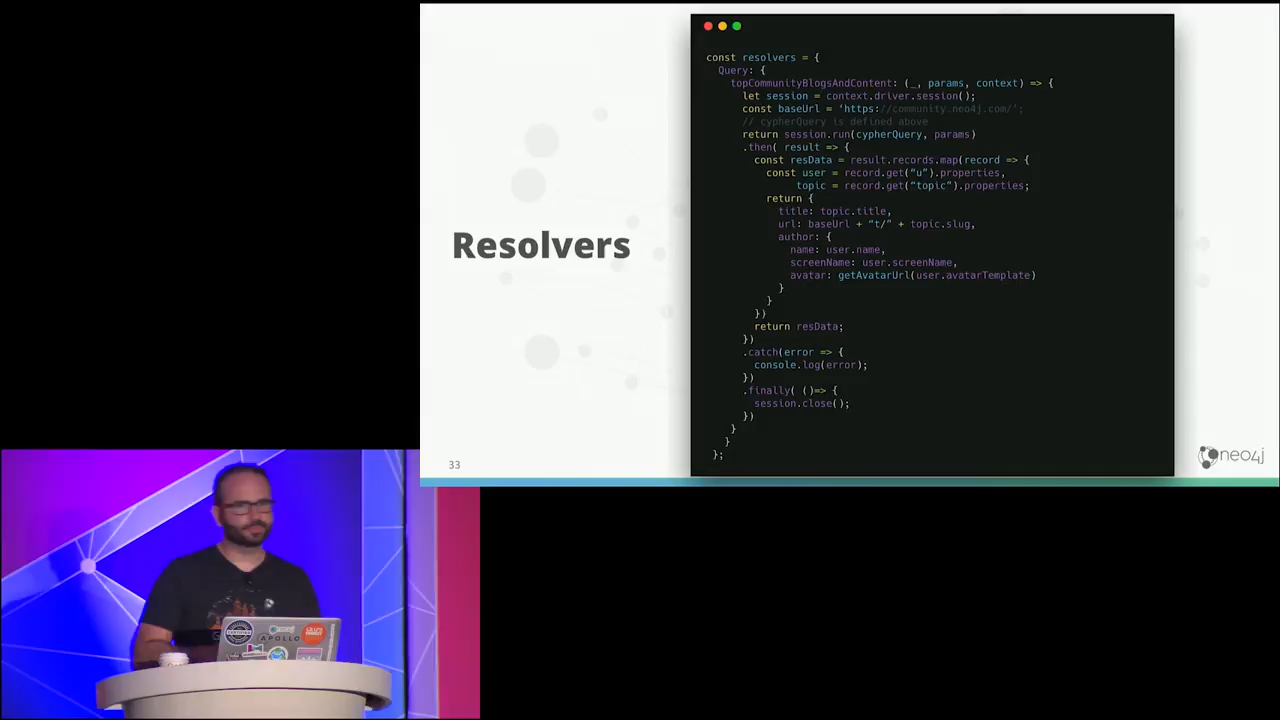 Resolvers
const resolvers = {
Query: {
topCommunityBlogsAndContent: (_, params, context) => {
let session = context.driver.session();
const baseUrl = ‘https://community.neo4j.com/’;
// cypherQuery is defined above
return session.run(cypherQuery, params)
.then( result => {
const resData = result.records.map(record => {
const user = record.get(“u”).properties,
topic = record.get(“topic”).properties;
return {
title: topic.title,
url: baseUrl + “t/” + topic.slug,
author: {
name: user.name,
screenName: user.screenName,
avatar: getAvatarUrl(user.avatarTemplate)
}
}
})
return resData;
})
.catch(error => {
console.log(error);
})
.finally( ()=> {
session.close();
})
}
}
};
33
neo4j
APOLLO